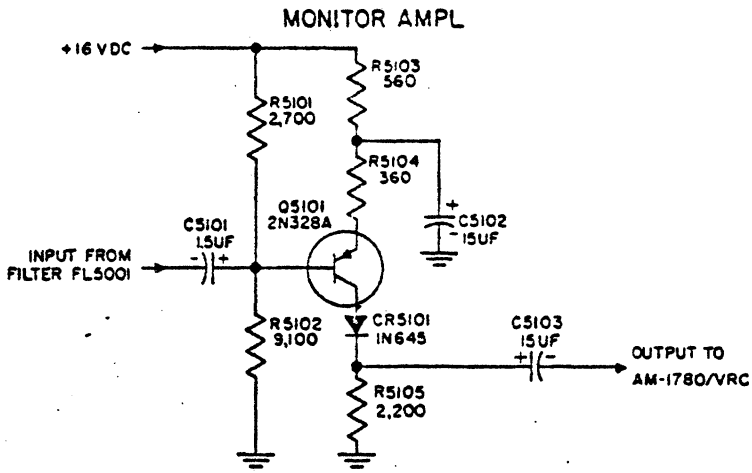 MONITOR AMPL
+16 VDC
R5103
560
R5101
2,700
R5104
360
Q5101
2N328A
C5101
1.5UF
- +
+
C5102
-
15UF
INPUT FROM
FILTER FL5001
R5102
9,100
CR5101
1N645
C5103
15UF
+ -
OUTPUT TO
AM-1780/VRC
R5105
2,200